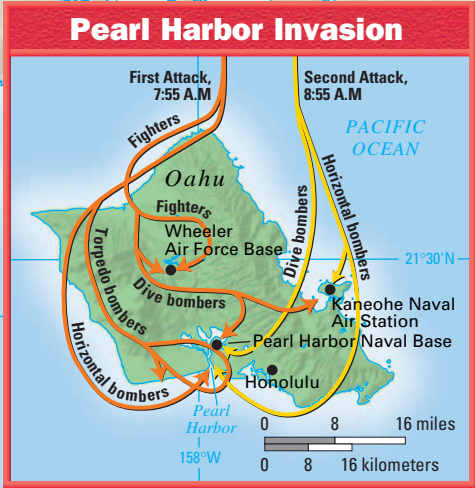 Pearl Harbor Invasion
First Attack,
7:55 A.M
Second Attack,
8:55 A.M
PACIFIC
OCEAN
Fighters
Oahu
Horizontal bombers
Fighters
Dive bombers
Wheeler
Air Force Base
Torpedo bombers
21°30'N
Dive bombers
Kaneohe Naval
Air Station
Pearl Harbor Naval Base
Horizontal bombers
Honolulu
Pearl
Harbor
0 8 16 miles
158°W
0 8 16 kilometers